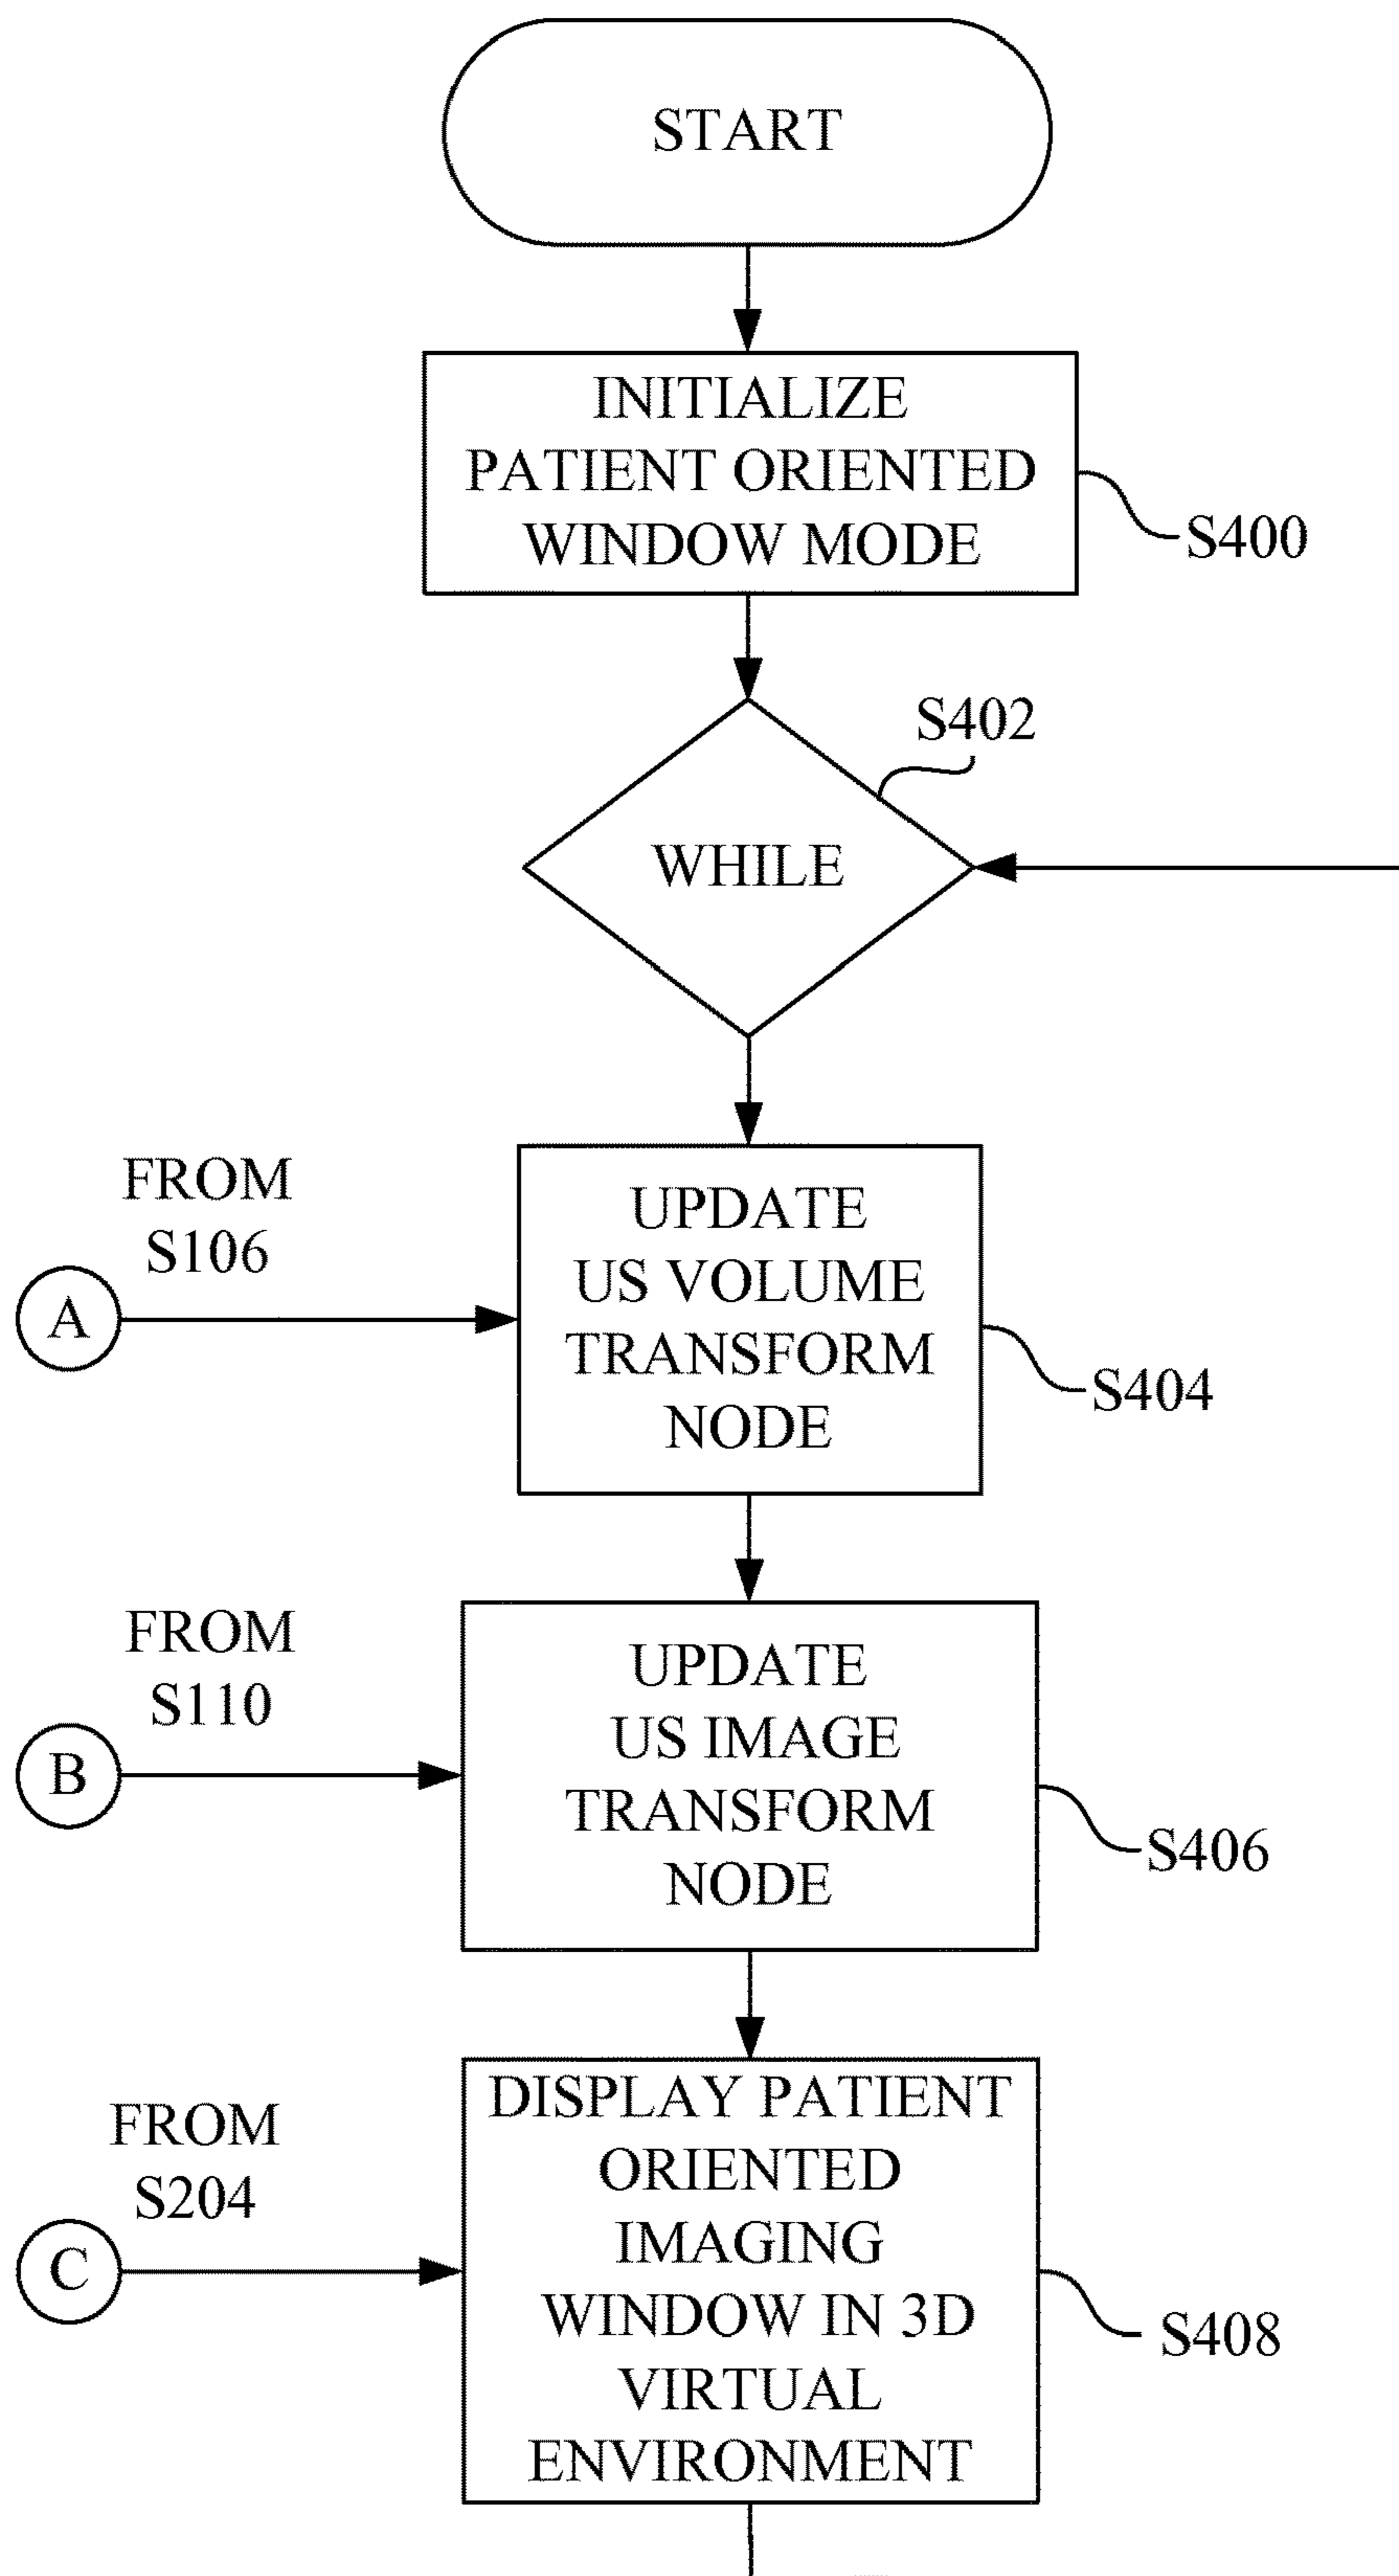 START
INITIALIZE
PATIENT ORIENTED
WINDOW MODE
S400
S402
WHILE
FROM
S106
A
UPDATE
US VOLUME
TRANSFORM
NODE
S404
FROM
S110
B
UPDATE
US IMAGE
TRANSFORM
NODE
S406
FROM
S204
C
DISPLAY PATIENT
ORIENTED
IMAGING
WINDOW IN 3D
VIRTUAL
ENVIRONMENT
S408